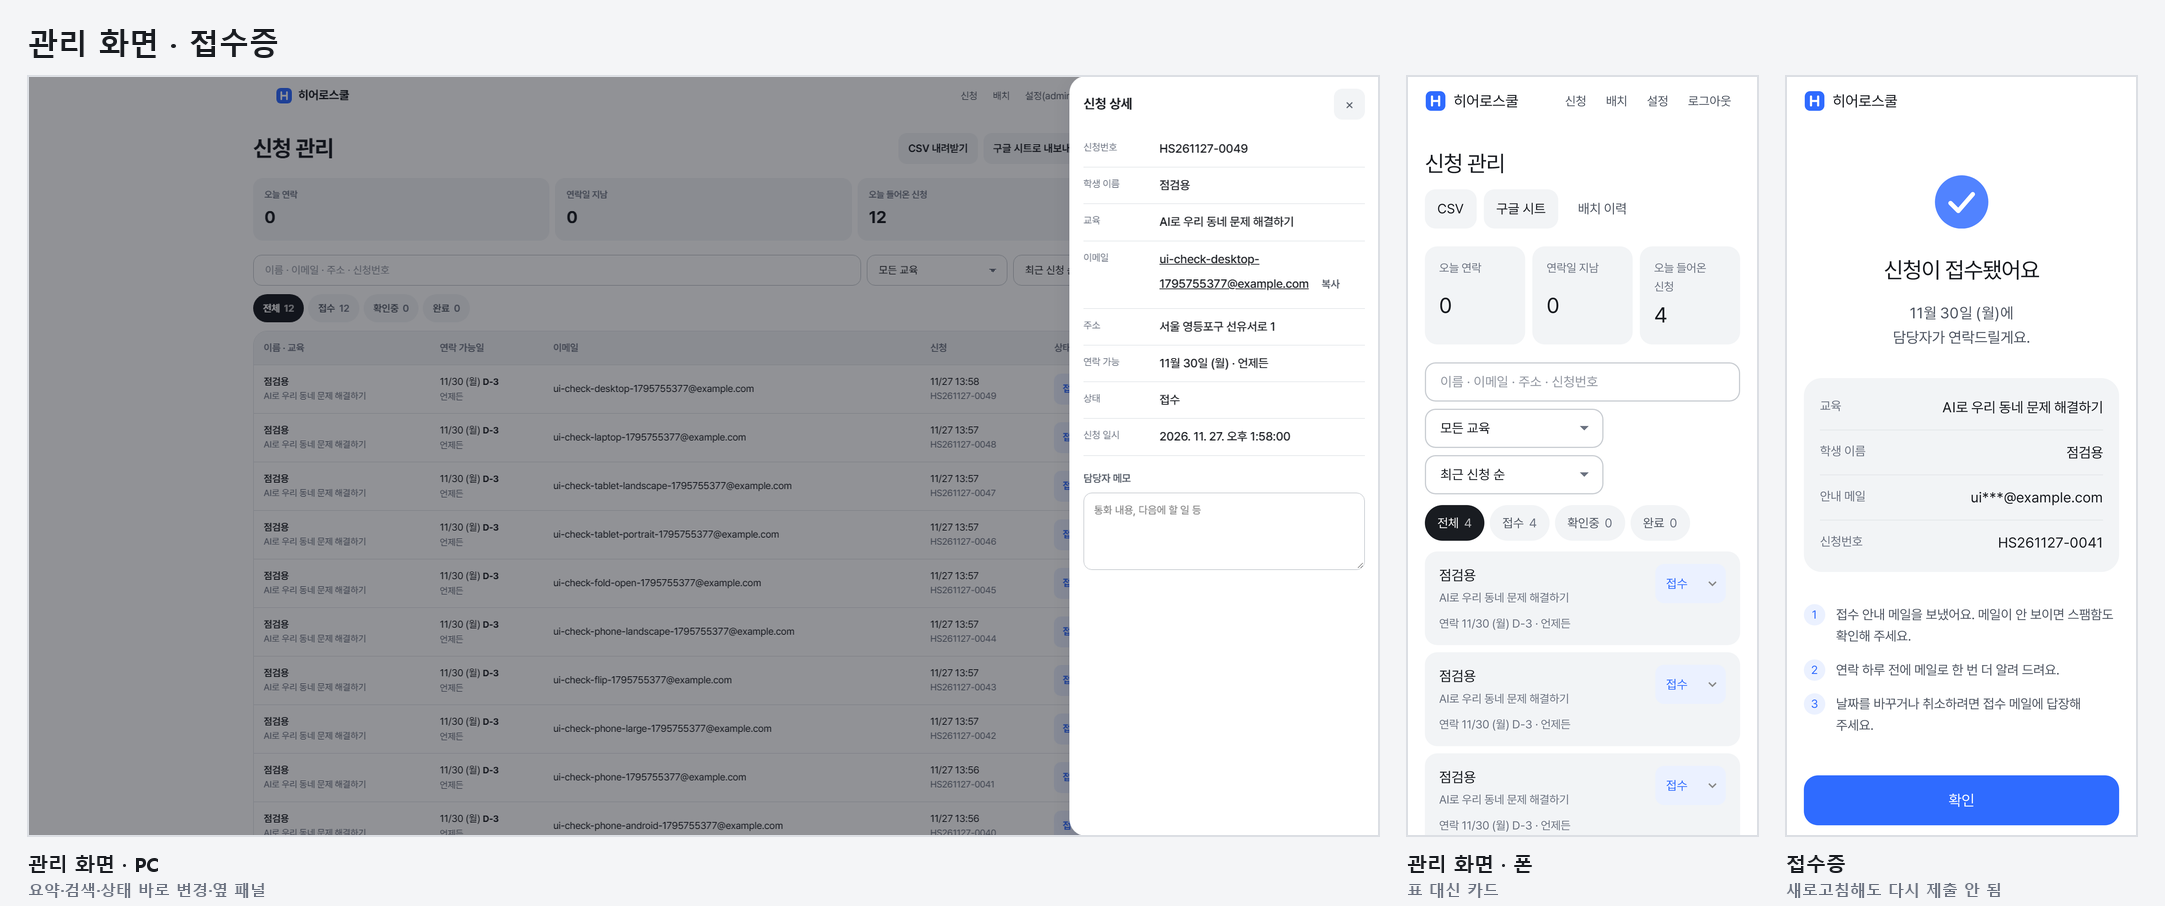 관리 화면 · 접수증
히어로스쿨
신청 배치 설정(admin
신청 관리
CSV 내려받기 구글 시트로 내보내
오늘 연락
0
연락일 지남
0
오늘 들어온 신청
12
이름 · 이메일 · 주소 · 신청번호
모든 교육
최근 신청
전체 12 접수 12 확인중 0 완료 0
이름 · 교육 연락 가능일 이메일 신청 상태
점검용 11/30 (월) D-3 ui-check-desktop-1795755377@example.com 11/27 13:58
AI로 우리 동네 문제 해결하기 언제든 HS261127-0049
점검용 11/30 (월) D-3 ui-check-laptop-1795755377@example.com 11/27 13:57
AI로 우리 동네 문제 해결하기 언제든 HS261127-0048
점검용 11/30 (월) D-3 ui-check-tablet-landscape-1795755377@example.com 11/27 13:57
AI로 우리 동네 문제 해결하기 언제든 HS261127-0047
점검용 11/30 (월) D-3 ui-check-tablet-portrait-1795755377@example.com 11/27 13:57
AI로 우리 동네 문제 해결하기 언제든 HS261127-0046
점검용 11/30 (월) D-3 ui-check-fold-open-1795755377@example.com 11/27 13:57
AI로 우리 동네 문제 해결하기 언제든 HS261127-0045
점검용 11/30 (월) D-3 ui-check-phone-landscape-1795755377@example.com 11/27 13:57
AI로 우리 동네 문제 해결하기 언제든 HS261127-0044
점검용 11/30 (월) D-3 ui-check-flip-1795755377@example.com 11/27 13:57
AI로 우리 동네 문제 해결하기 언제든 HS261127-0043
점검용 11/30 (월) D-3 ui-check-phone-large-1795755377@example.com 11/27 13:57
AI로 우리 동네 문제 해결하기 언제든 HS261127-0042
점검용 11/30 (월) D-3 ui-check-phone-1795755377@example.com 11/27 13:56
AI로 우리 동네 문제 해결하기 언제든 HS261127-0041
점검용 11/30 (월) D-3 ui-check-phone-android-1795755377@example.com 11/27 13:56
AI로 우리 동네 문제 해결하기 언제든 HS261127-0040
신청 상세
×
신청번호 HS261127-0049
학생 이름 점검용
교육 AI로 우리 동네 문제 해결하기
이메일 ui-check-desktop-
1795755377@example.com 복사
주소 서울 영등포구 선유서로 1
연락 가능 11월 30일 (월) · 언제든
상태 접수
신청 일시 2026. 11. 27. 오후 1:58:00
담당자 메모
통화 내용, 다음에 할 일 등
관리 화면 · PC
요약·검색·상태 바로 변경·옆 패널
H 히어로스쿨 신청 배치 설정 로그아웃
신청 관리
CSV 구글 시트 배치 이력
오늘 연락
0
연락일 지남
0
오늘 들어온
신청
4
이름 · 이메일 · 주소 · 신청번호
모든 교육
최근 신청 순
전체 4 접수 4 확인중 0 완료 0
점검용 접수
AI로 우리 동네 문제 해결하기
연락 11/30 (월) D-3 · 언제든
점검용 접수
AI로 우리 동네 문제 해결하기
연락 11/30 (월) D-3 · 언제든
점검용 접수
AI로 우리 동네 문제 해결하기
연락 11/30 (월) D-3 · 언제든
관리 화면 · 폰
표 대신 카드
H 히어로스쿨
신청이 접수됐어요
11월 30일 (월)에
담당자가 연락드릴게요.
교육 AI로 우리 동네 문제 해결하기
학생 이름 점검용
안내 메일 ui***@example.com
신청번호 HS261127-0041
1 접수 안내 메일을 보냈어요. 메일이 안 보이면 스팸함도
확인해 주세요.
2 연락 하루 전에 메일로 한 번 더 알려 드려요.
3 날짜를 바꾸거나 취소하려면 접수 메일에 답장해
주세요.
확인
접수증
새로고침해도 다시 제출 안 됨